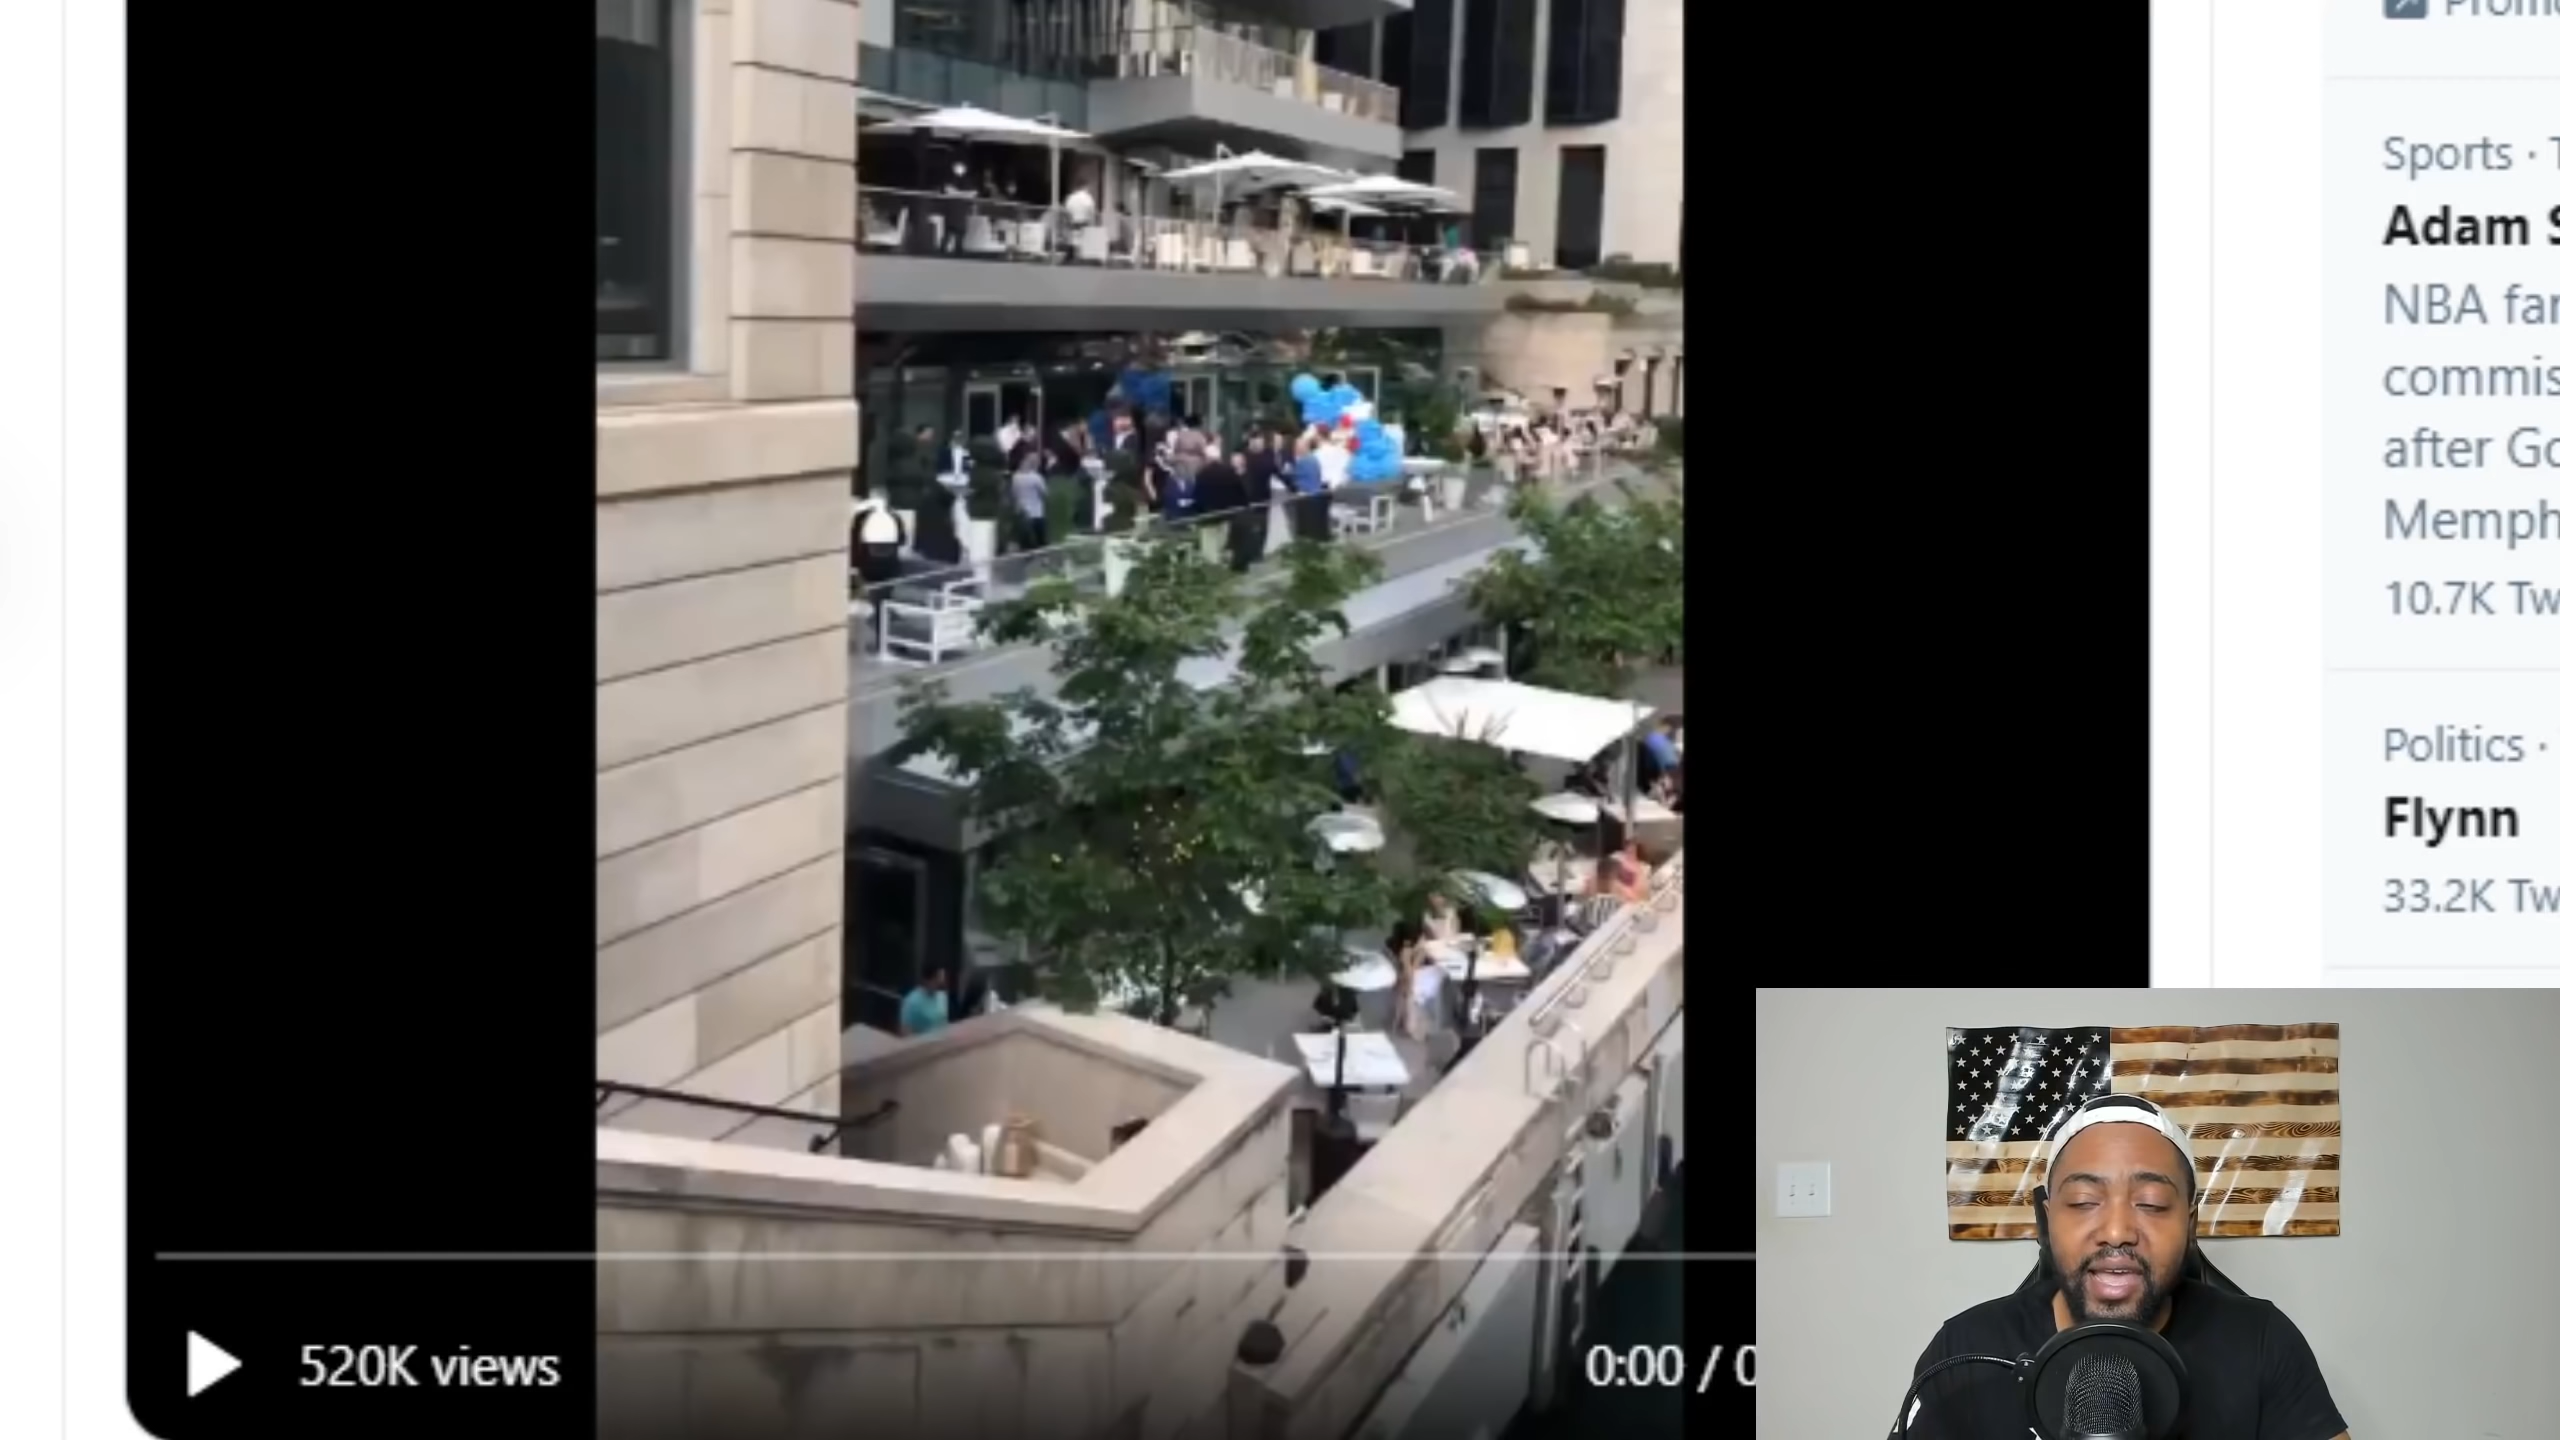 Sports ·
Adam
NBA
commis
after
Memph
10.7K Tw
Politics ·
Flynn
33.2K Tw
520K views
0:00 / 0